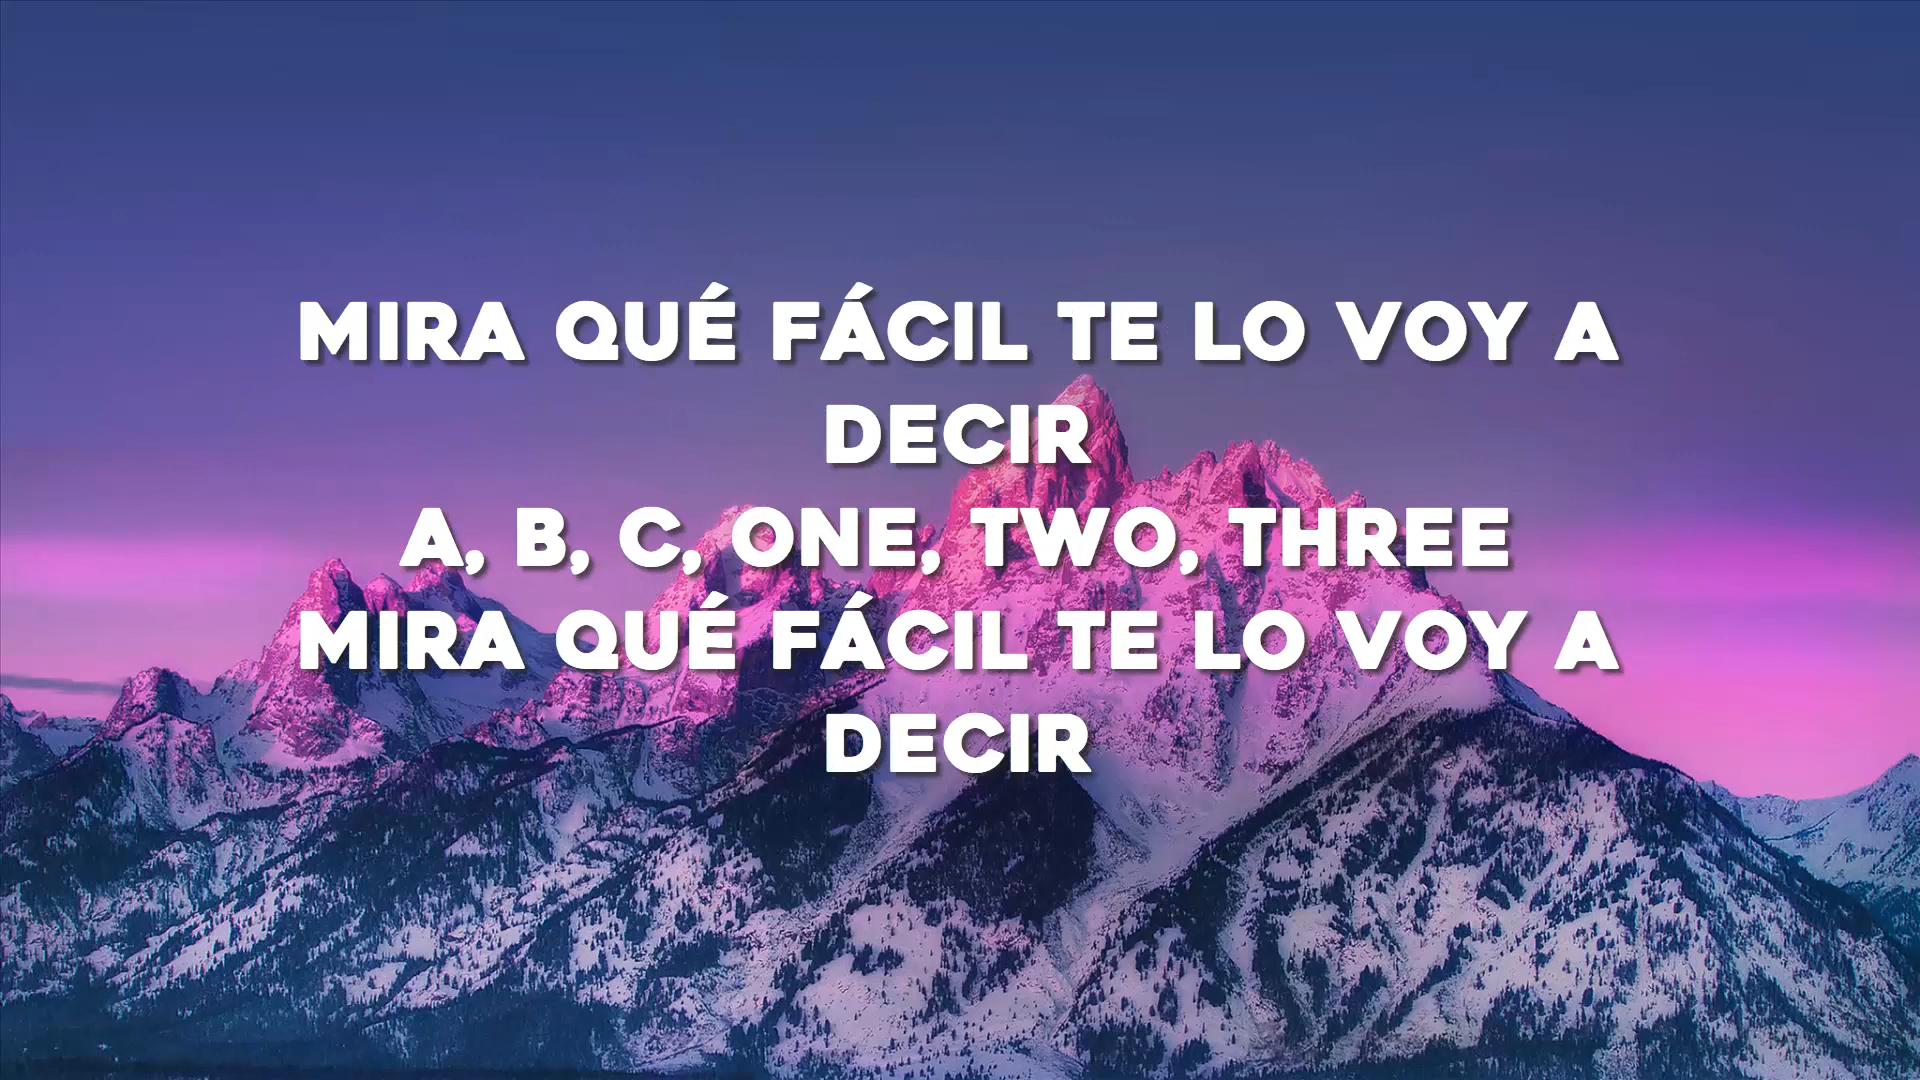 MIRA QUÉ FÁCIL TE LO VOY A
DECIR
A, B, C, ONE, TWO, THREE
MIRA QUÉ FÁCIL TE LO VOY A
DECIR